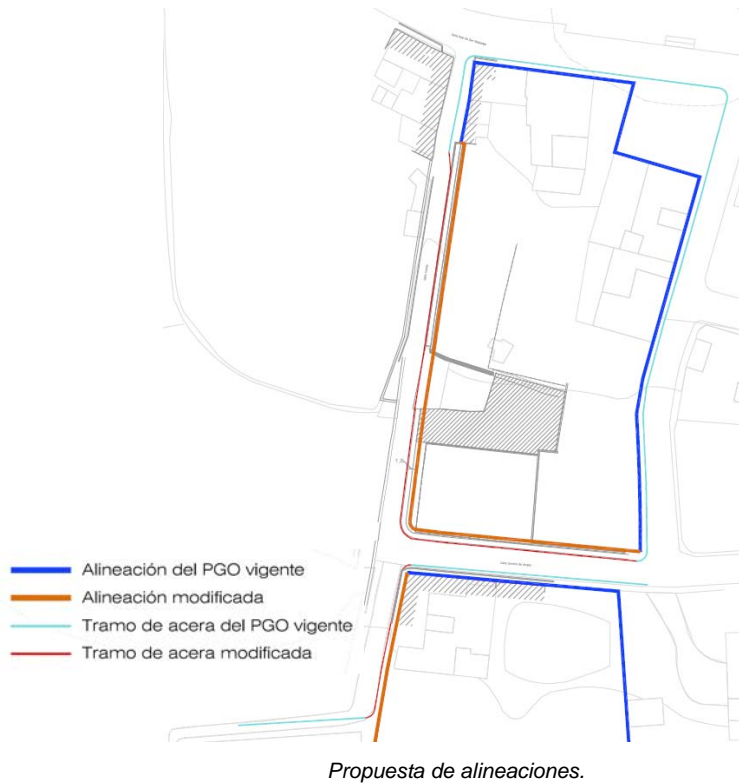 Alineación del PGO vigente
Alineación modificada
Tramo de acera del PGO vigente
Tramo de acera modificada
Propuesta de alineaciones.